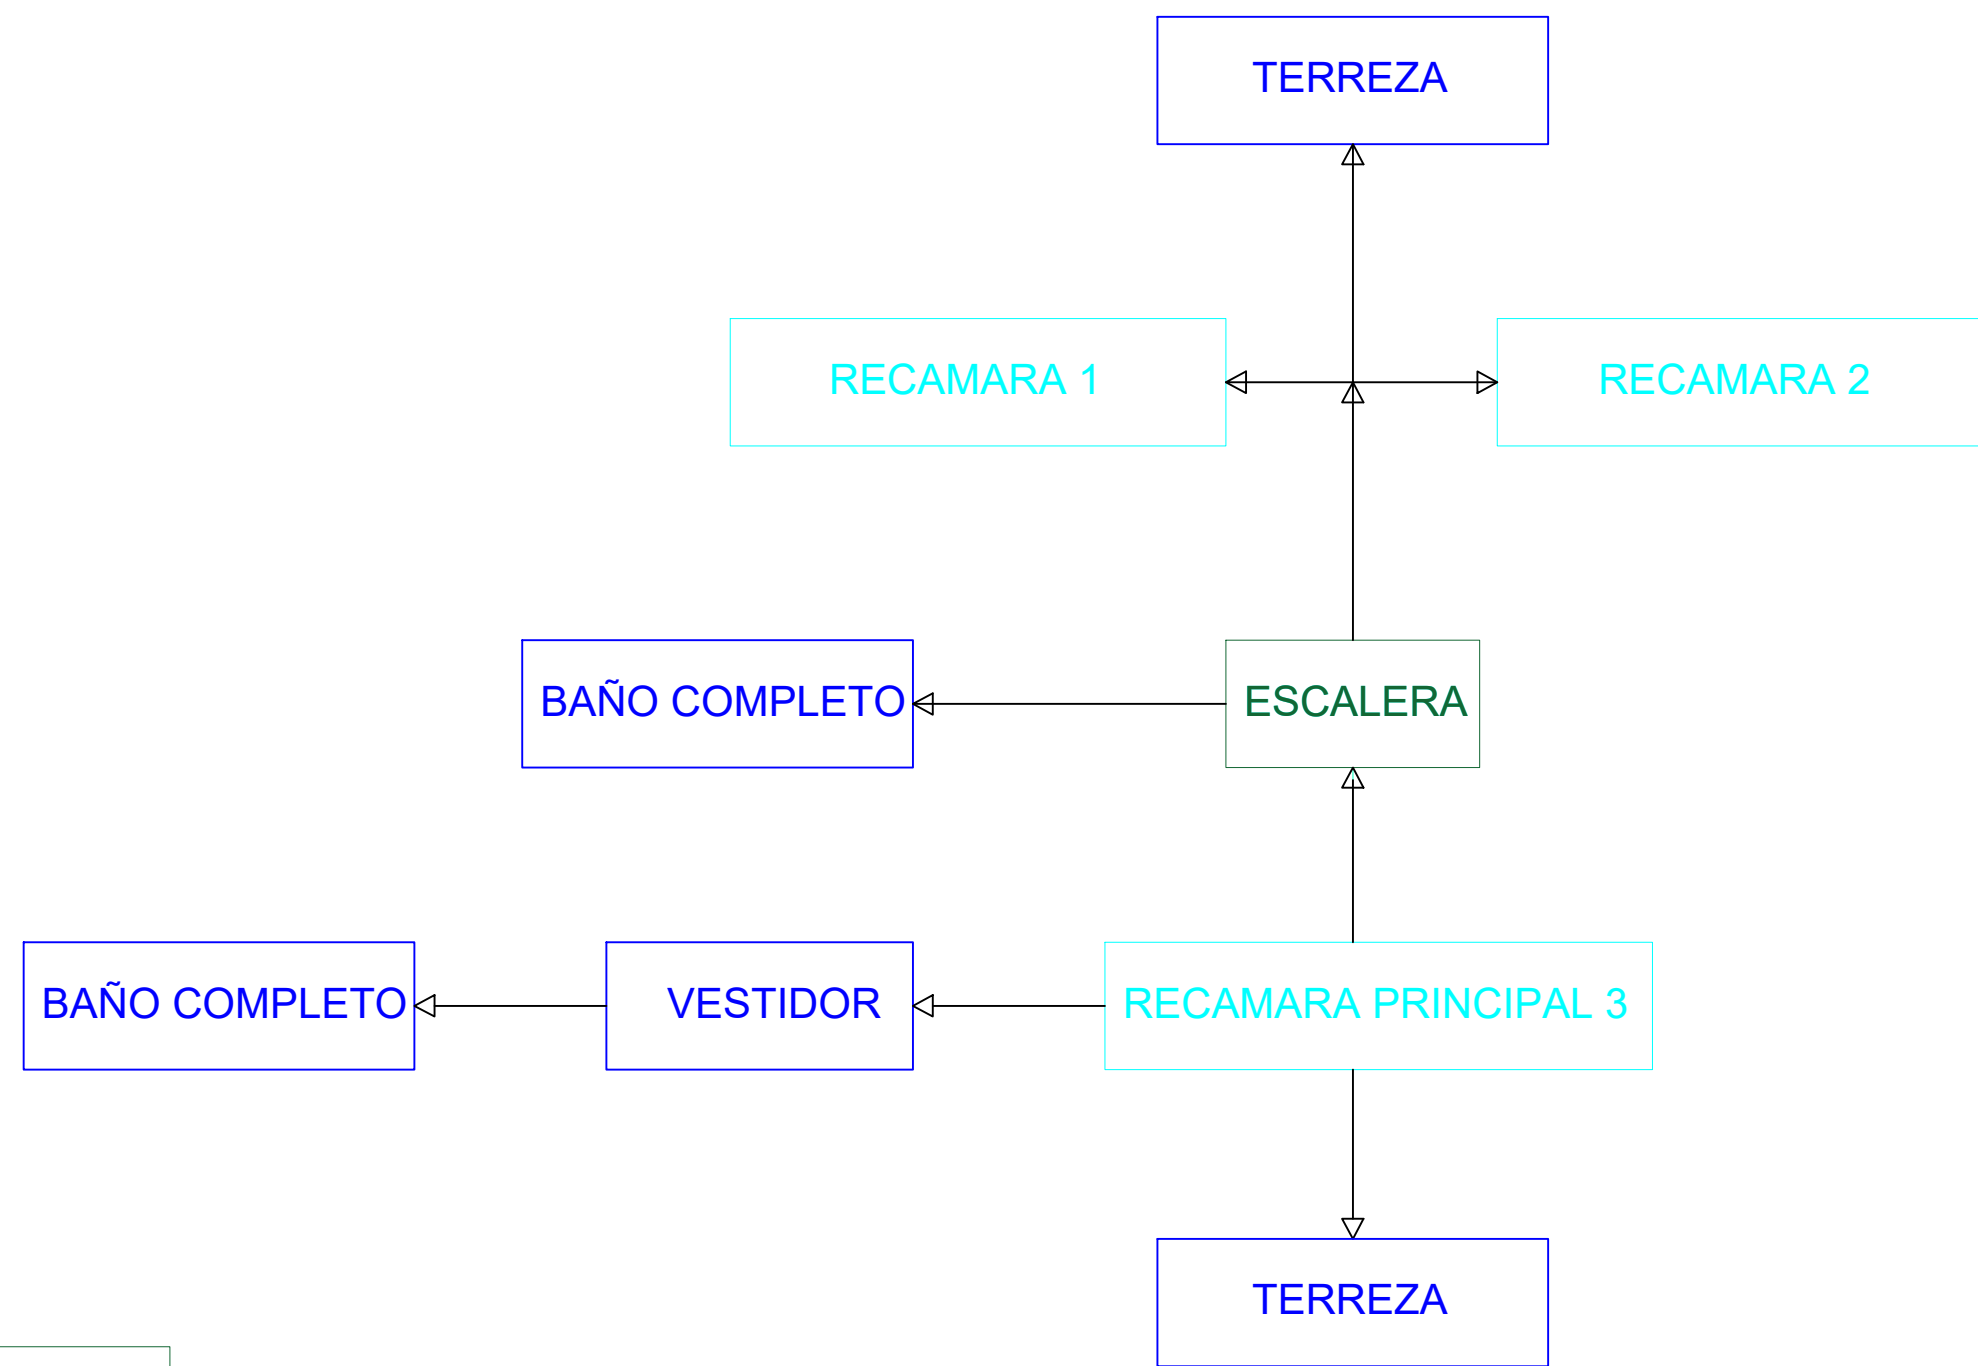 TERREZA
RECAMARA 1
RECAMARA 2
BAÑO COMPLETO
ESCALERA
BAÑO COMPLETO
VESTIDOR
RECAMARA PRINCIPAL 3
TERREZA